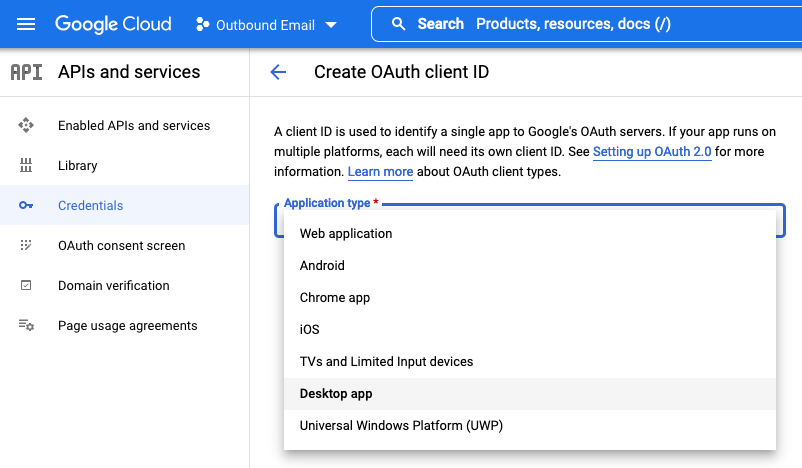 Google Cloud
Outbound Email
Search Products, resources, docs (/)
API APIs and services
Enabled APIs and services
Library
Credentials
OAuth consent screen
Domain verification
Page usage agreements
Create OAuth client ID
A client ID is used to identify a single app to Google's OAuth servers. If your app runs on
multiple platforms, each will need its own client ID. See Setting up OAuth 2.0 for more
information. Learn more about OAuth client types.
Application type *
Web application
Android
Chrome app
iOS
TVs and Limited Input devices
Desktop app
Universal Windows Platform (UWP)